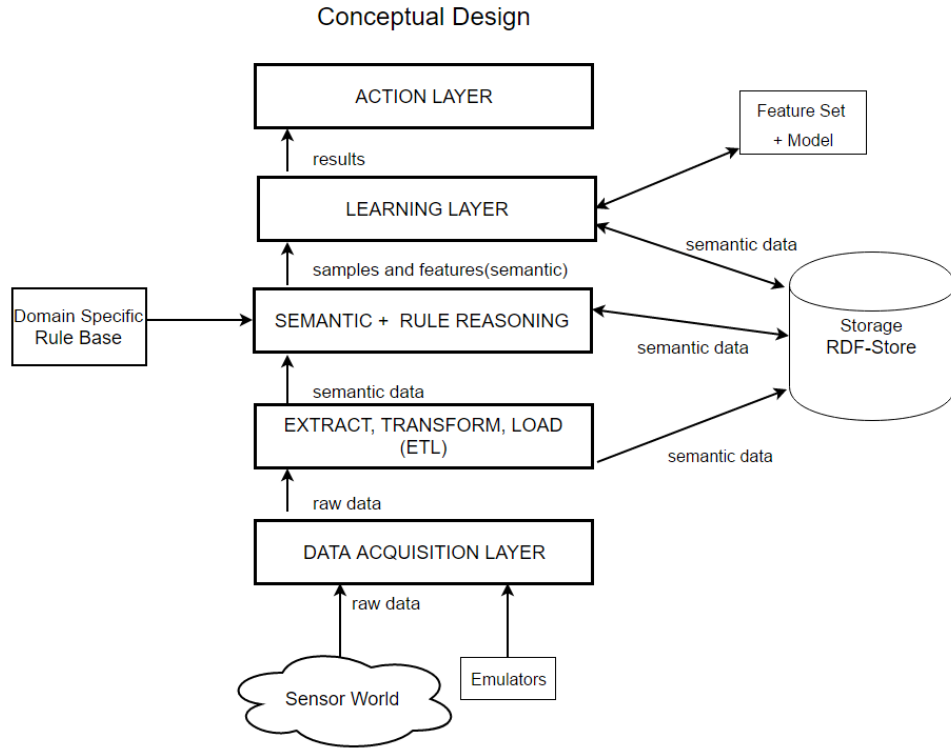 Conceptual Design
ACTION LAYER
Feature Set
+ Model
results
LEARNING LAYER
semantic data
samples and features(semantic)
Domain Specific
Rule Base
SEMANTIC + RULE REASONING
Storage
RDF-Store
semantic data
semantic data
EXTRACT, TRANSFORM, LOAD
(ETL)
semantic data
raw data
DATA ACQUISITION LAYER
raw data
Sensor World
Emulators